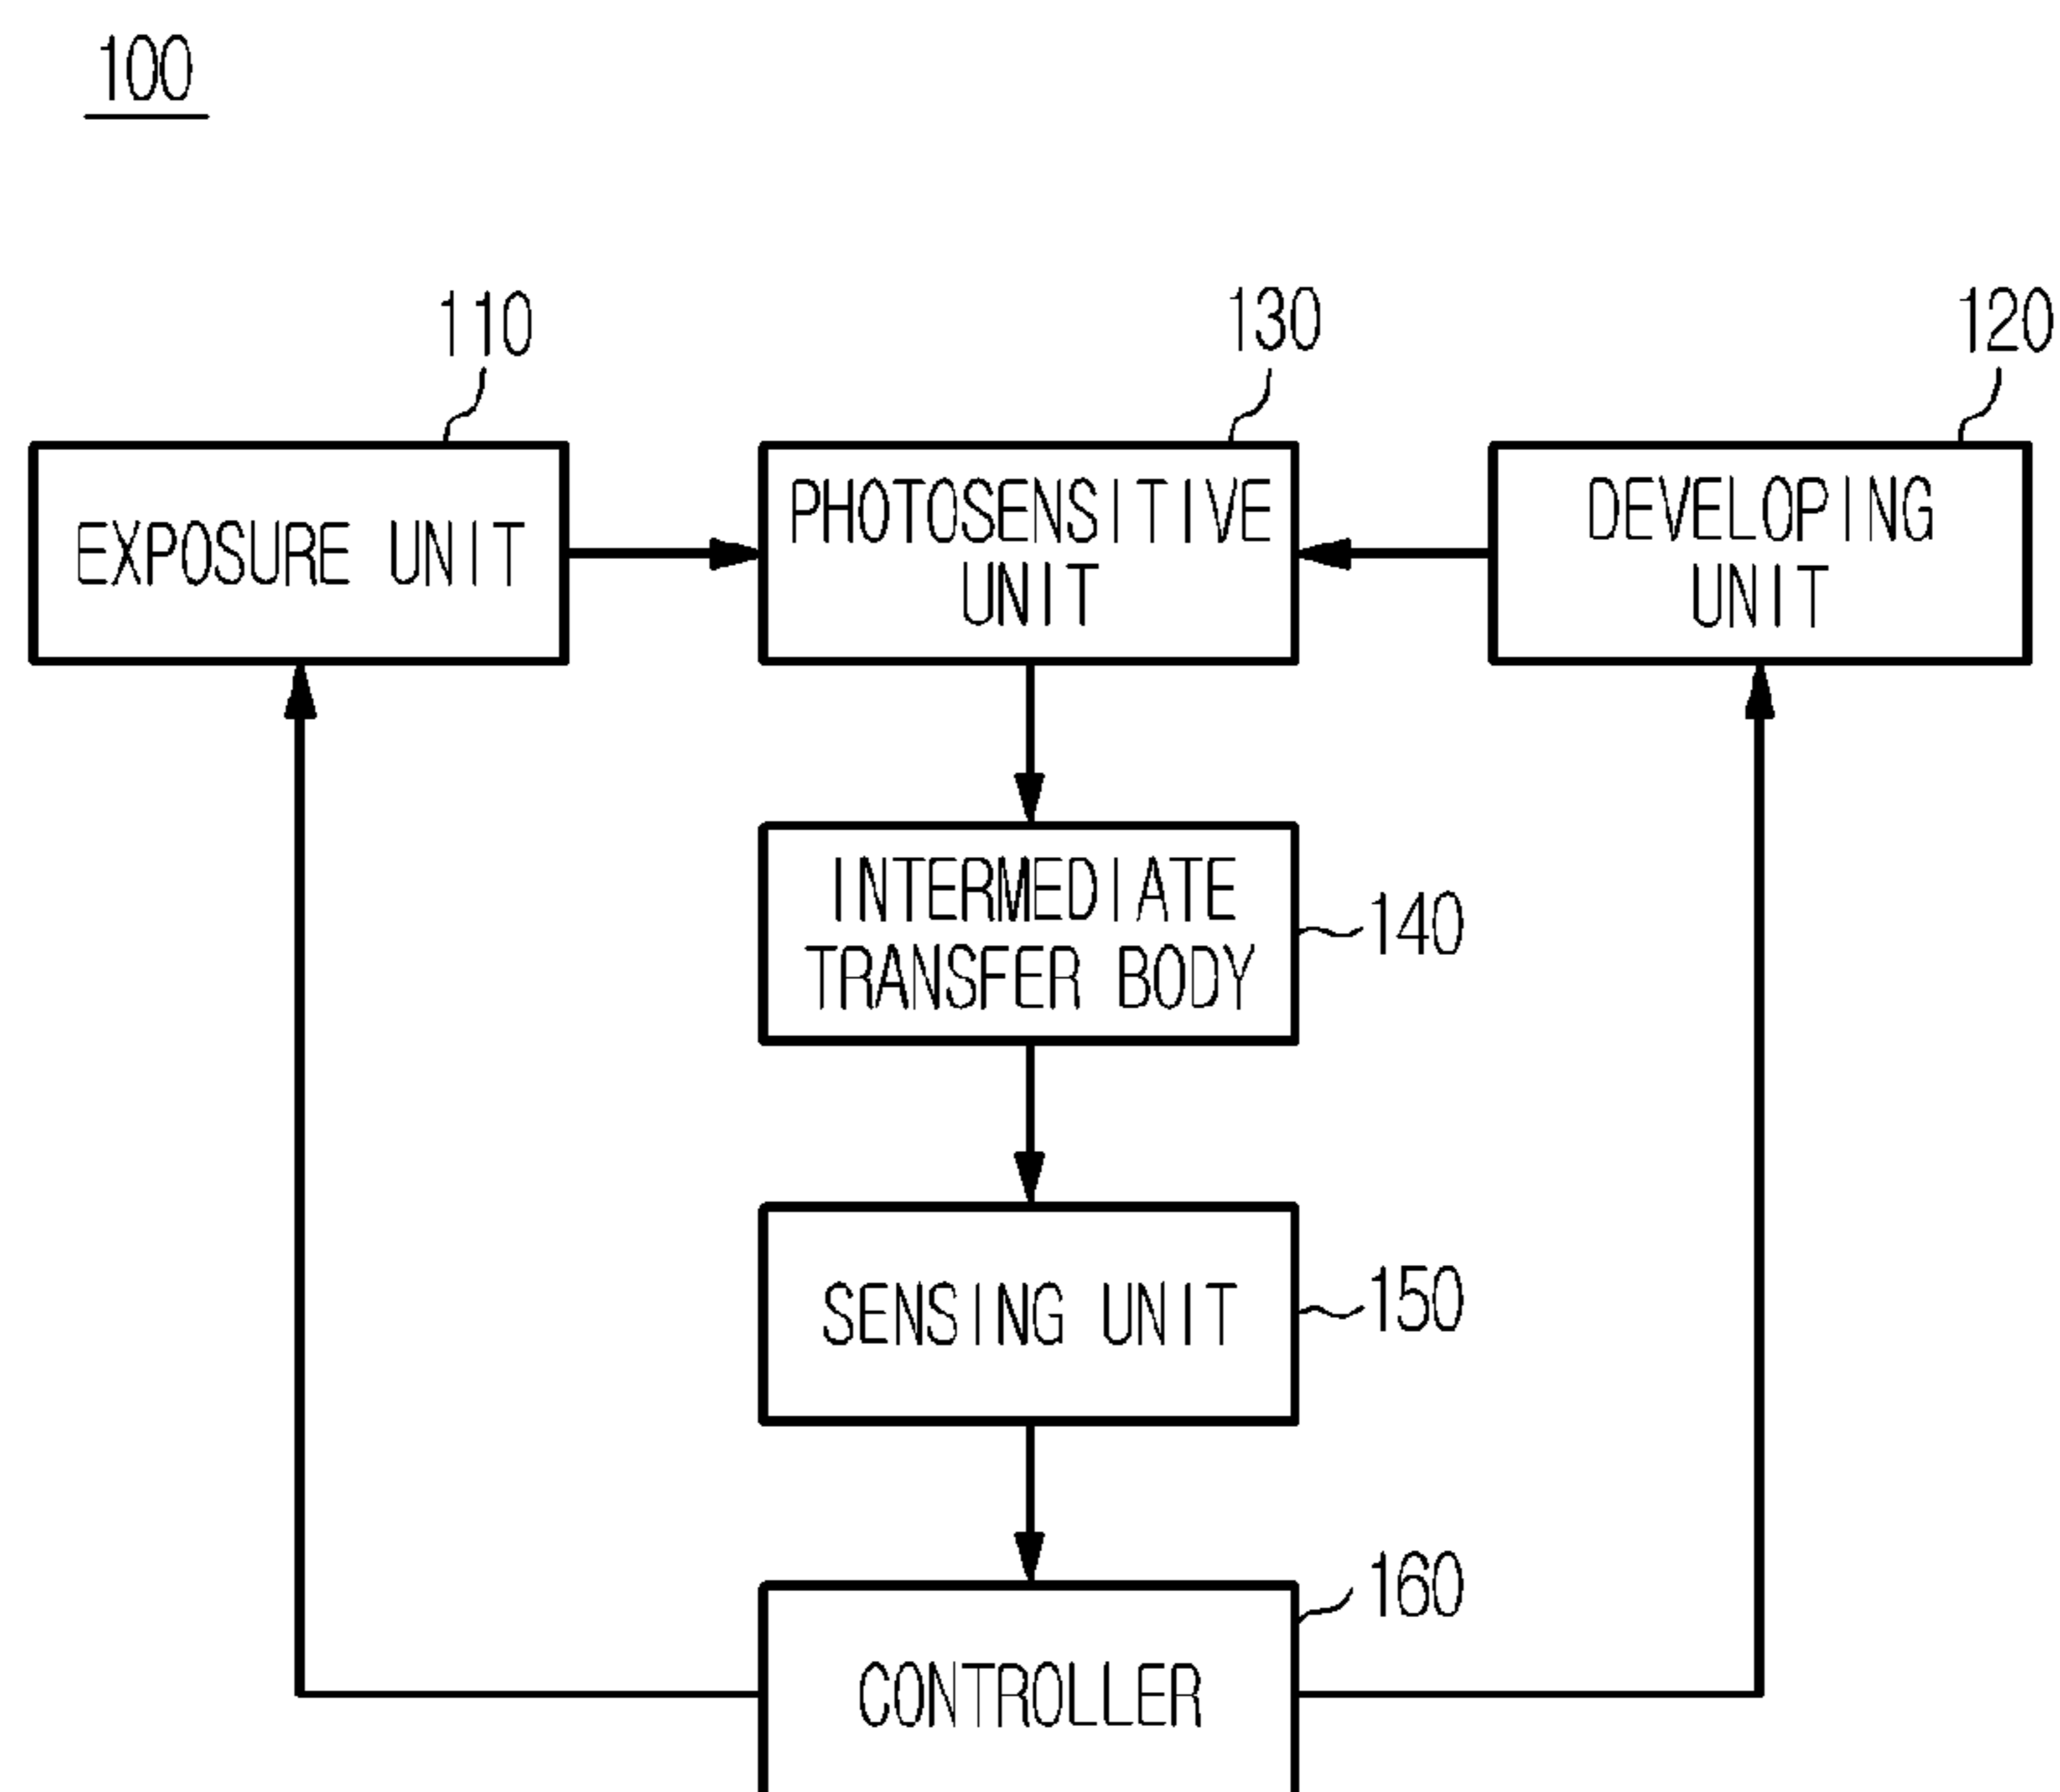 100
110
130
120
EXPOSURE UNIT
PHOTOSENSITIVE
UNIT
DEVELOPING
UNIT
INTERMEDIATE
TRANSFER BODY
140
SENSING UNIT
150
160
CONTROLLER